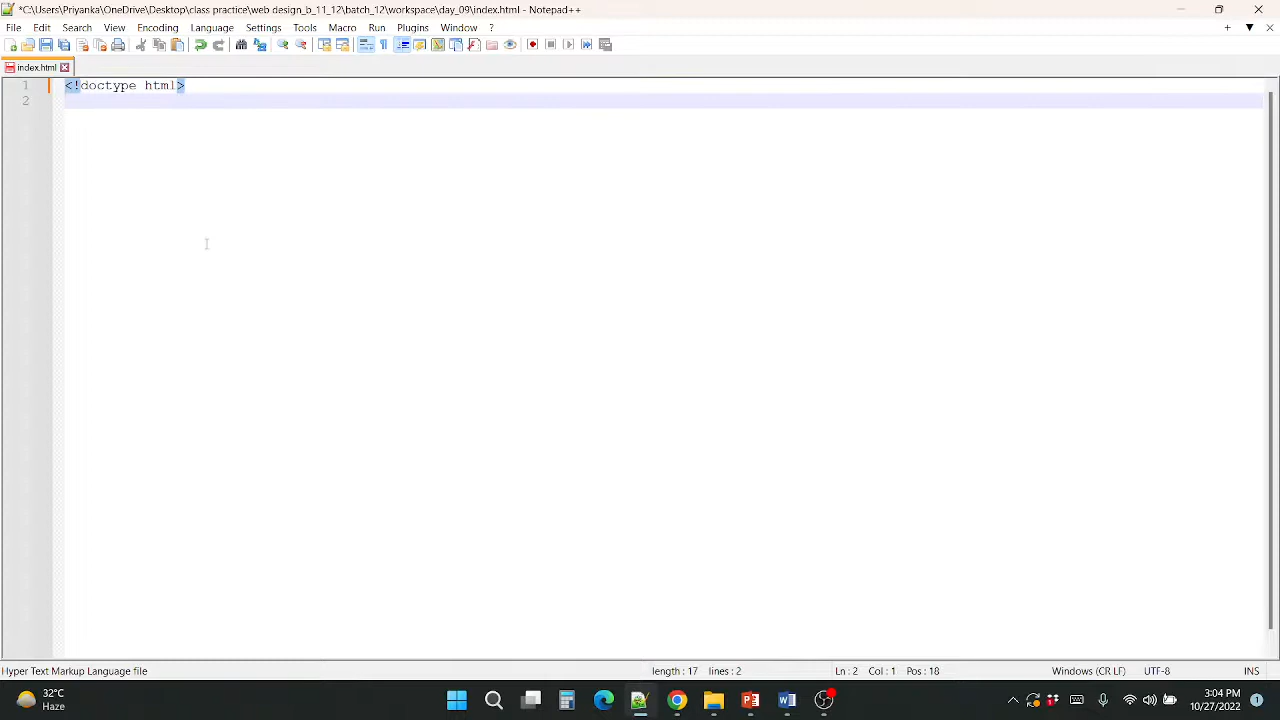 *C:\Users\Priyanka\OneDrive\Desktop\class practice\web design_b_11_12\batch_12\workspace\day_09\index.html - Notepad++
File Edit Search View Encoding Language Settings Tools Macro Run Plugins Window ?
index.html
1 <!doctype html>
2
Hyper Text Markup Language file length : 17 lines : 2 Ln : 2 Col : 1 Pos : 18 Windows (CR LF) UTF-8 INS
32°C
Haze
3:04 PM
10/27/2022